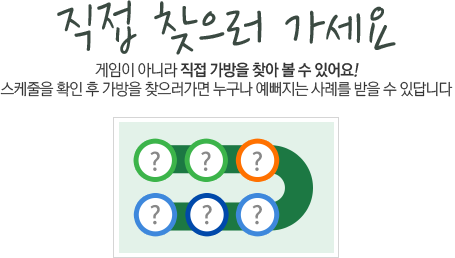 직접 찾으러 가세요
게임이 아니라 직접 가방을 찾아 볼 수 있어요!
스케줄을 확인 후 가방을 찾으러가면 누구나 예뻐지는 사례를 받을 수 있답니다
? ? ?
? ? ?